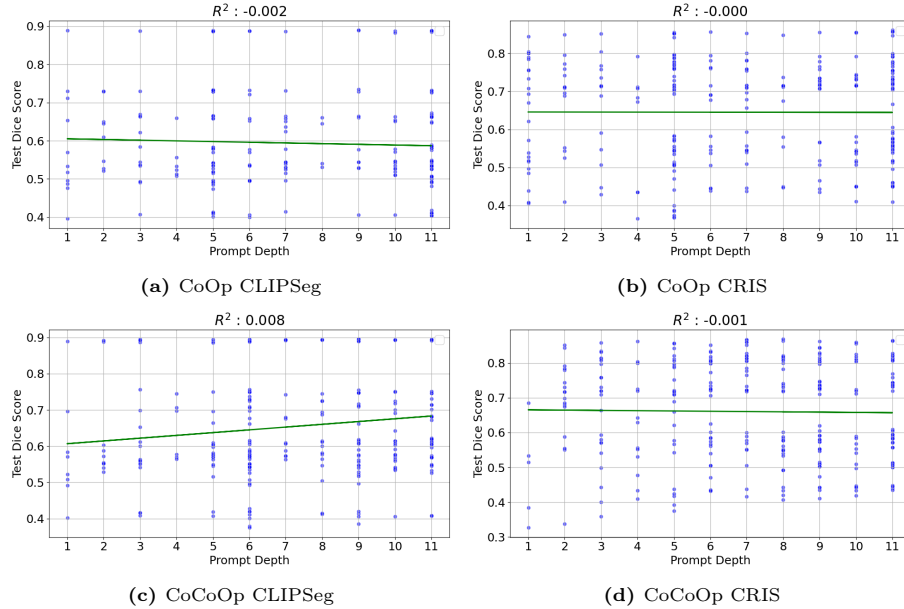 R² : -0.002
0.9
0.8
0.7
0.6
0.5
0.4
Test Dice Score
1 2 3 4 5 6 7 8 9 10 11
Prompt Depth
(a) CoOp CLIPSeg
R² : -0.000
0.8
0.7
0.6
0.5
0.4
Test Dice Score
1 2 3 4 5 6 7 8 9 10 11
Prompt Depth
(b) CoOp CRIS
R² : 0.008
0.9
0.8
0.7
0.6
0.5
0.4
Test Dice Score
1 2 3 4 5 6 7 8 9 10 11
Prompt Depth
(c) CoCoOp CLIPSeg
R² : -0.001
0.8
0.7
0.6
0.5
0.4
0.3
Test Dice Score
1 2 3 4 5 6 7 8 9 10 11
Prompt Depth
(d) CoCoOp CRIS